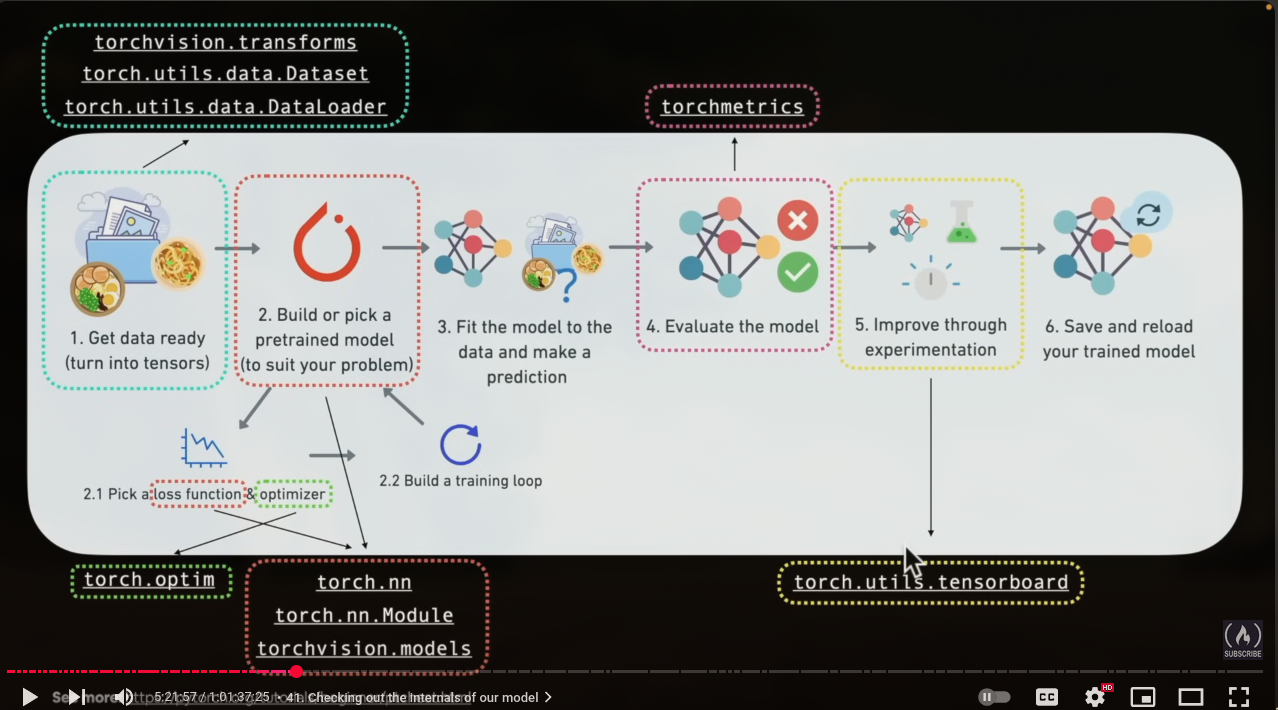 torchvision.transforms
torch.utils.data.Dataset
torch.utils.data.DataLoader
torchmetrics
1. Get data ready
(turn into tensors)
2. Build or pick a
pretrained model
(to suit your problem)
3. Fit the model to the
data and make a
prediction
4. Evaluate the model
5. Improve through
experimentation
6. Save and reload
your trained model
2.1 Pick a loss function & optimizer
2.2 Build a training loop
torch.optim
torch.nn
torch.nn.Module
torchvision.models
torch.utils.tensorboard
SUBSCRIBE
See more:
5:21:57 / 1:01:37:25 • 41. Checking out the internals of our model
CC
HD